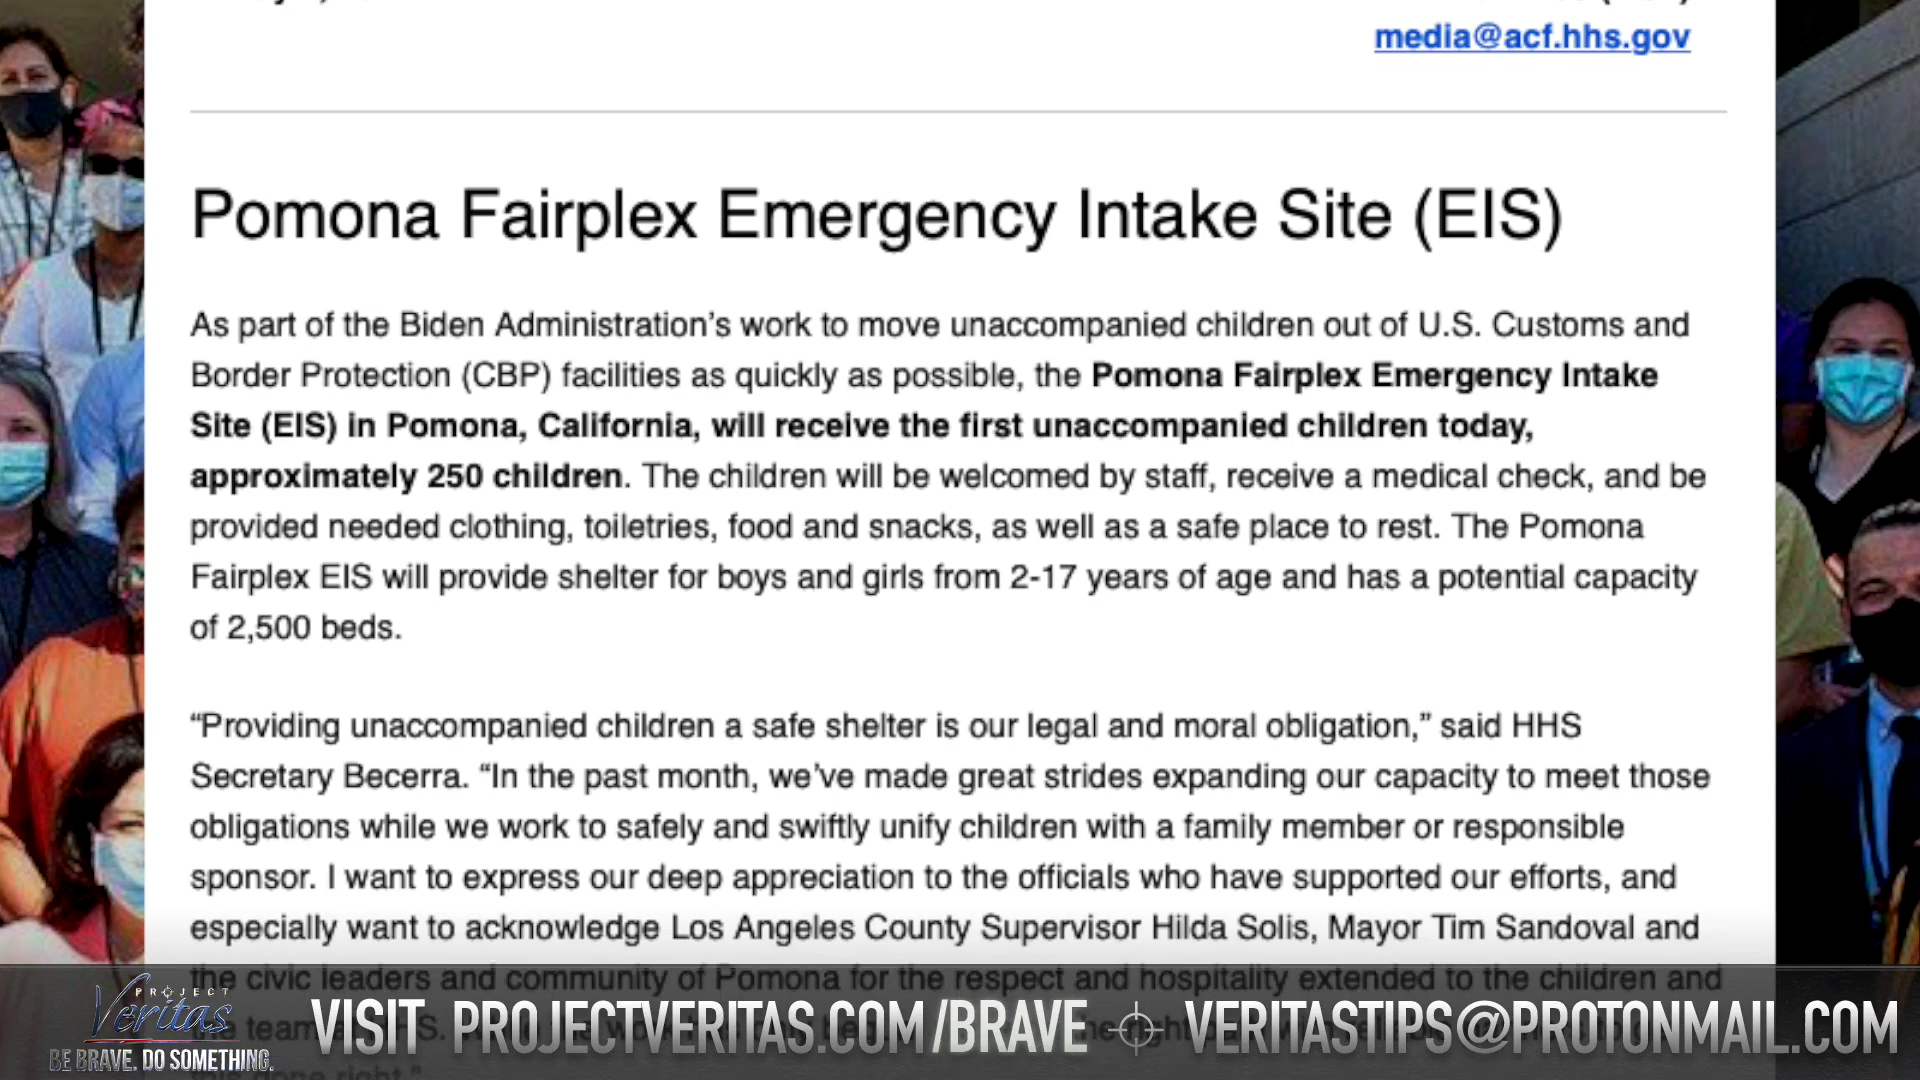 media@acf.hhs.gov
Pomona Fairplex Emergency Intake Site (EIS)
As part of the Biden Administration’s work to move unaccompanied children out of U.S. Customs and
Border Protection (CBP) facilities as quickly as possible, the Pomona Fairplex Emergency Intake
Site (EIS) in Pomona, California, will receive the first unaccompanied children today,
approximately 250 children. The children will be welcomed by staff, receive a medical check, and be
provided needed clothing, toiletries, food and snacks, as well as a safe place to rest. The Pomona
Fairplex EIS will provide shelter for boys and girls from 2-17 years of age and has a potential capacity
of 2,500 beds.
“Providing unaccompanied children a safe shelter is our legal and moral obligation,” said HHS
Secretary Becerra. “In the past month, we’ve made great strides expanding our capacity to meet those
obligations while we work to safely and swiftly unify children with a family member or responsible
sponsor. I want to express our deep appreciation to the officials who have supported our efforts, and
especially want to acknowledge Los Angeles County Supervisor Hilda Solis, Mayor Tim Sandoval and
the civic leaders and community of Pomona for the respect and hospitality extended to the children and
this done right.”
PROJECT
Veritas
BE BRAVE. DO SOMETHING.
VISIT PROJECTVERITAS.COM/BRAVE VERITASTIPS@PROTONMAIL.COM